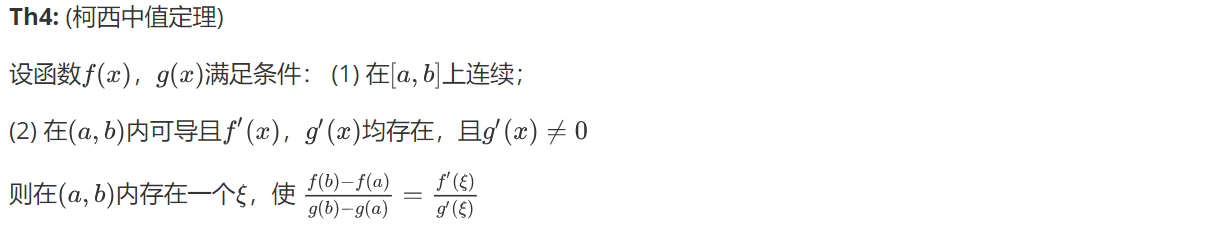 Th4: (柯西中值定理)
设函数f(x)，g(x)满足条件： (1) 在[a, b]上连续；
(2) 在(a, b)内可导且f′(x)，g′(x)均存在，且g′(x) ≠ 0
则在(a, b)内存在一个ξ，使 \frac{f(b)−f(a)}{g(b)−g(a)} = \frac{f′(ξ)}{g′(ξ)}